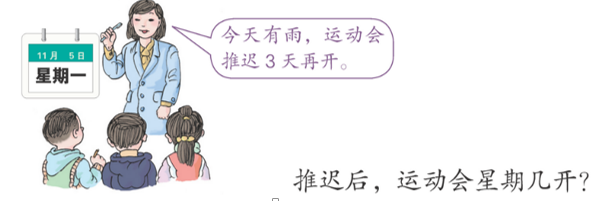 11月 5日
星期一
今天有雨，运动会
推迟3天再开。
推迟后，运动会星期几开？